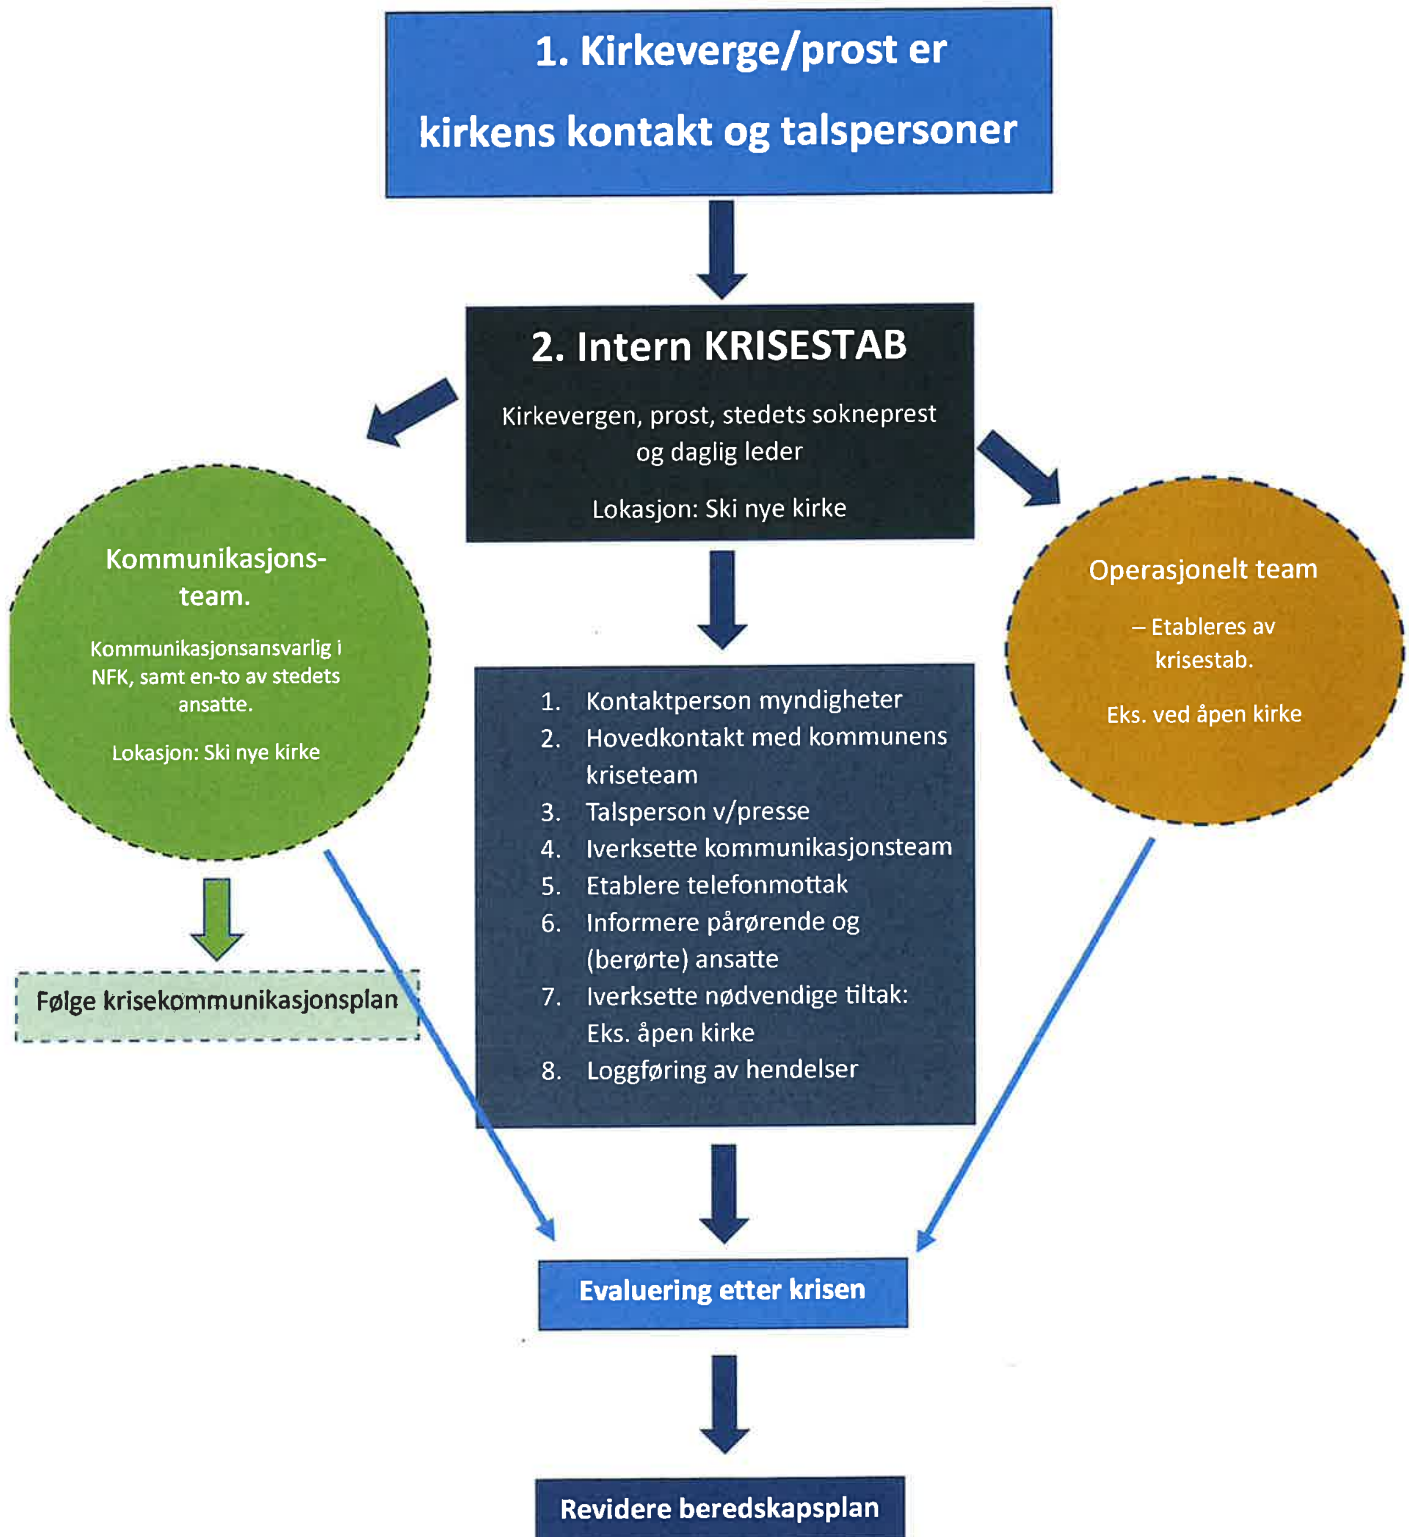 1. Kirkeverge/prost er
kirkens kontakt og talspersoner
2. Intern KRISESTAB
Kirkevergen, prost, stedets sokneprest
og daglig leder
Lokasjon: Ski nye kirke
Kommunikasjons-
team.
Kommunikasjonsansvarlig i
NFK, samt en-to av stedets
ansatte.
Lokasjon: Ski nye kirke
Operasjonelt team
– Etableres av
krisestab.
Eks. ved åpen kirke
1. Kontaktperson myndigheter
2. Hovedkontakt med kommunens
kriseteam
3. Talsperson v/presse
4. Iverksette kommunikasjonsteam
5. Etablere telefonmottak
6. Informere pårørende og
(berørte) ansatte
7. Iverksette nødvendige tiltak:
Eks. åpen kirke
8. Loggføring av hendelser
Følge krisekommunikasjonsplan
Evaluering etter krisen
Revidere beredskapsplan